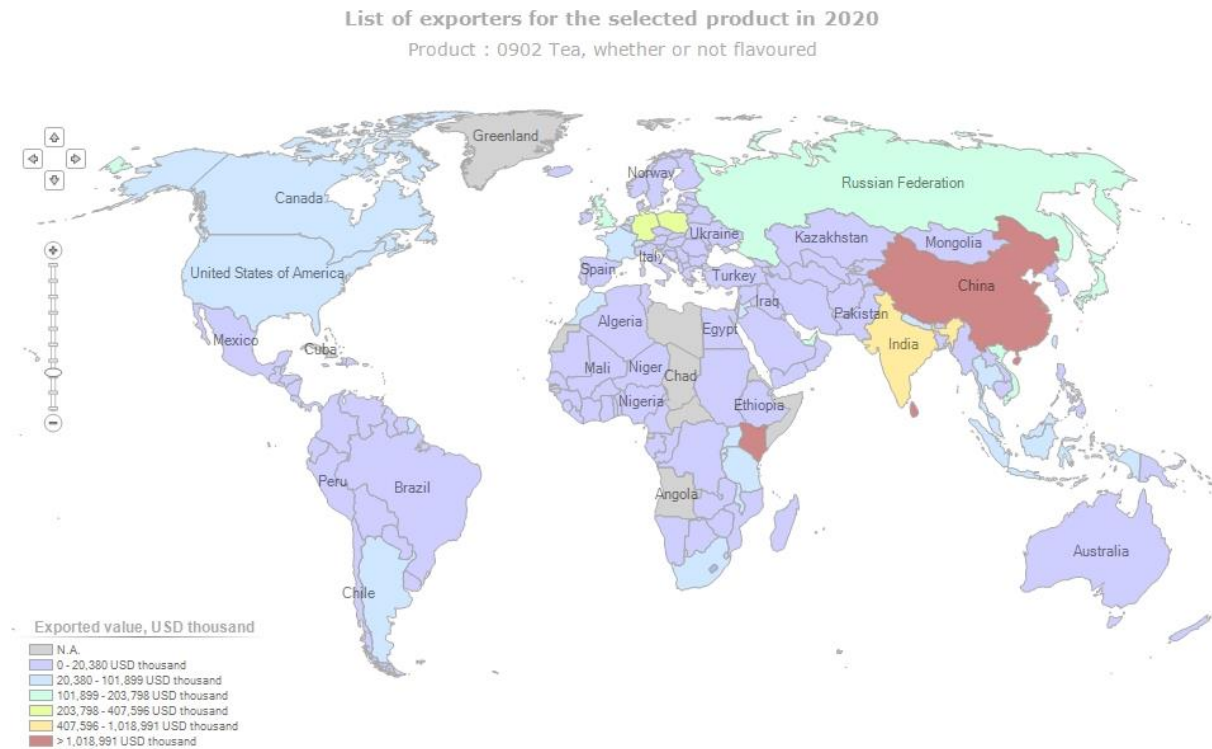 List of exporters for the selected product in 2020
Product : 0902 Tea, whether or not flavoured
Greenland
Norway
Russian Federation
Canada
Ukraine
Kazakhstan
Mongolia
Italy
United States of America
Spain
Turkey
China
Iraq
Pakistan
Algeria
Egypt
Mexico
Cuba
India
Mali
Niger
Chad
Nigeria
Ethiopia
Peru
Brazil
Angola
Australia
Chile
Exported value, USD thousand
N.A.
0 - 20,380 USD thousand
20,380 - 101,899 USD thousand
101,899 - 203,798 USD thousand
203,798 - 407,596 USD thousand
407,596 - 1,018,991 USD thousand
> 1,018,991 USD thousand